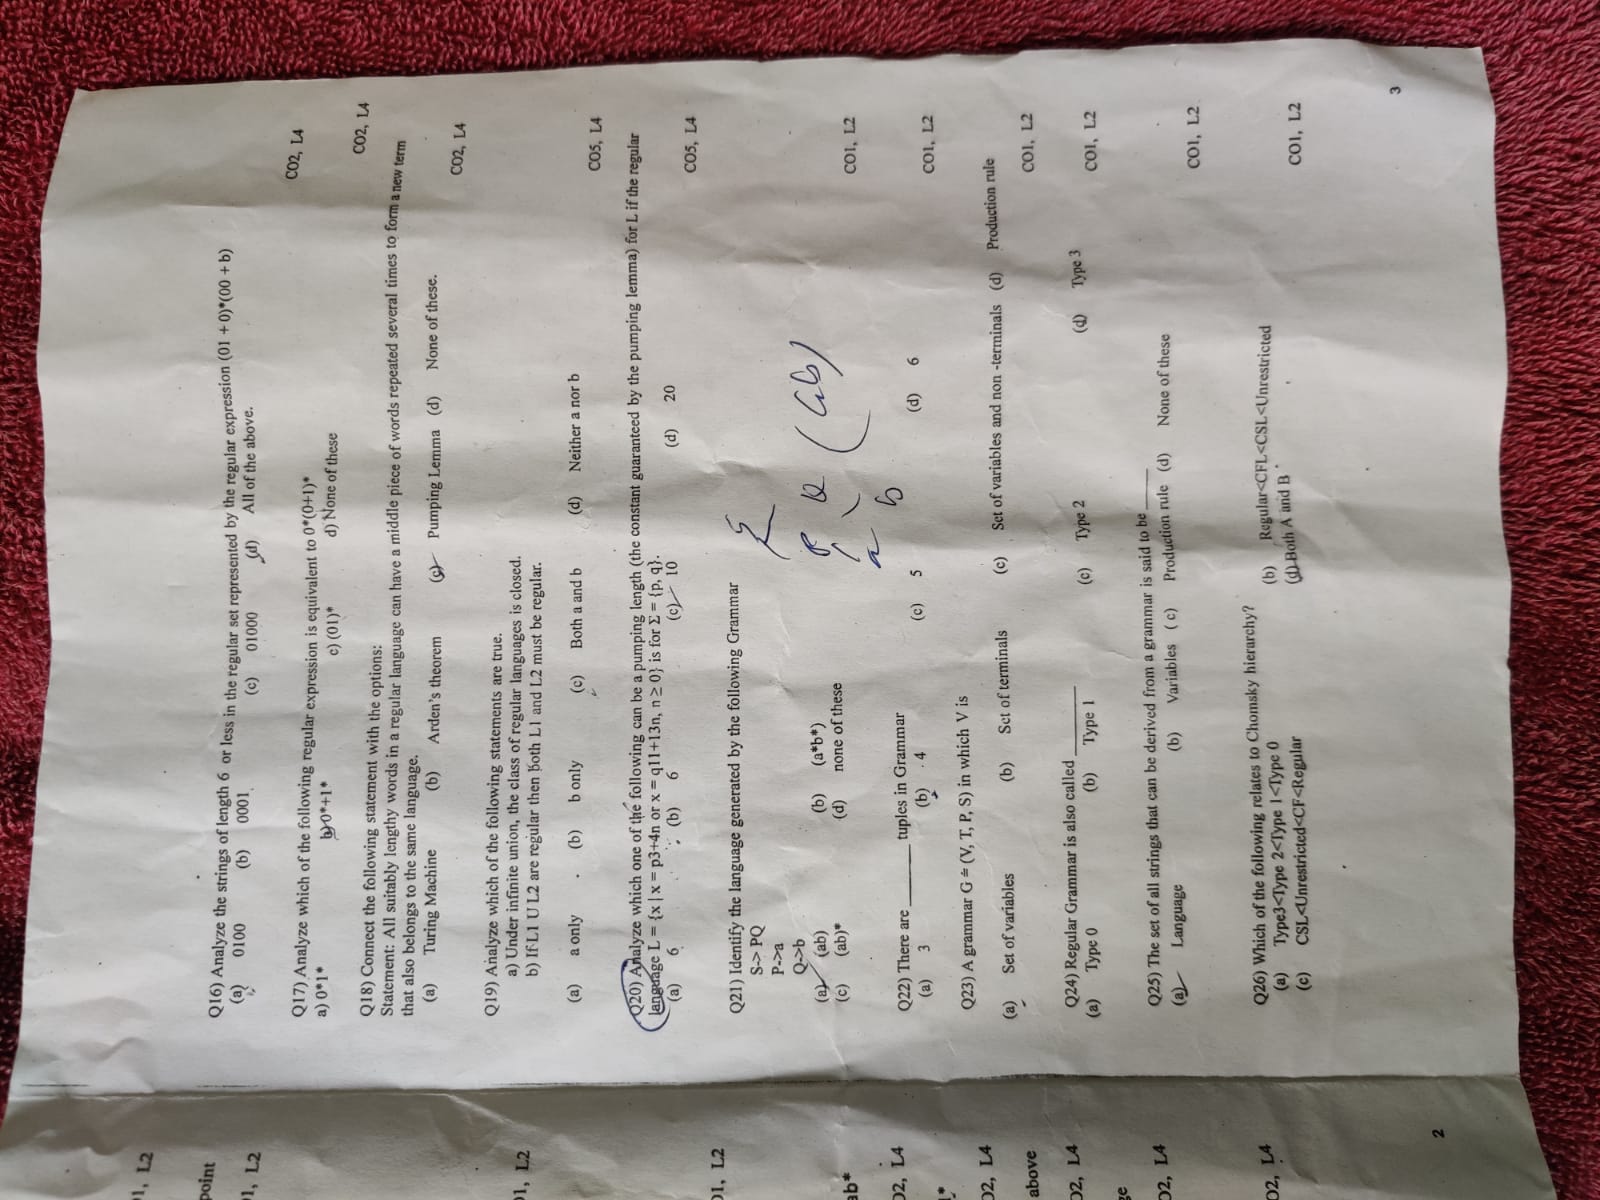 Q16) Analyze the strings of length 6 or less in the regular set represented by the regular expression (01 + 0)*(00 + b)
(a) 0100 (b) 0001 (c) 01000 (d) All of the above.
CO2, L4
Q17) Analyze which of the following regular expression is equivalent to 0*(0+1)*
a) 0*1* b) 0*+1* c) (01)* d) None of these
CO2, L4
Q18) Connect the following statement with the options:
Statement: All suitably lengthy words in a regular language can have a middle piece of words repeated several times to form a new term
that also belongs to the same language.
(a) Turing Machine (b) Arden's theorem (c) Pumping Lemma (d) None of these.
CO2, L4
Q19) Analyze which of the following statements are true.
a) Under infinite union, the class of regular languages is closed.
b) If L1 U L2 are regular then both L1 and L2 must be regular.
(a) a only (b) b only (c) Both a and b (d) Neither a nor b
CO5, L4
Q20) Analyze which one of the following can be a pumping length (the constant guaranteed by the pumping lemma) for L if the regular
language L = {x | x = p3+4n or x = q11+13n, n ≥ 0} is for Σ = {p, q}.
(a) 6 (b) 6 (c) 10 (d) 20
CO5, L4
Q21) Identify the language generated by the following Grammar
S-> PQ
P->a
Q->b
(a) (ab) (b) (a*b*)
(c) (ab)* (d) none of these
CO1, L2
Σ
P Q (ab)
a b
Q22) There are ______ tuples in Grammar
(a) 3 (b) 4 (c) 5 (d) 6
CO1, L2
Q23) A grammar G = (V, T, P, S) in which V is
(a) Set of variables (b) Set of terminals (c) Set of variables and non -terminals (d) Production rule
CO1, L2
Q24) Regular Grammar is also called ______
(a) Type 0 (b) Type 1 (c) Type 2 (d) Type 3
CO1, L2
Q25) The set of all strings that can be derived from a grammar is said to be ______
(a) Language (b) Variables ( c) Production rule (d) None of these
CO1, L2
Q26) Which of the following relates to Chomsky hierarchy?
(a) Type3<Type 2<Type 1<Type 0 (b) Regular<CFL<CSL<Unrestricted
(c) CSL<Unrestricted<CF<Regular (d) Both A and B
CO1, L2
3
L2
point
L2
L2
L2
ab*
L4
L4
above
L4
L4
L4
2